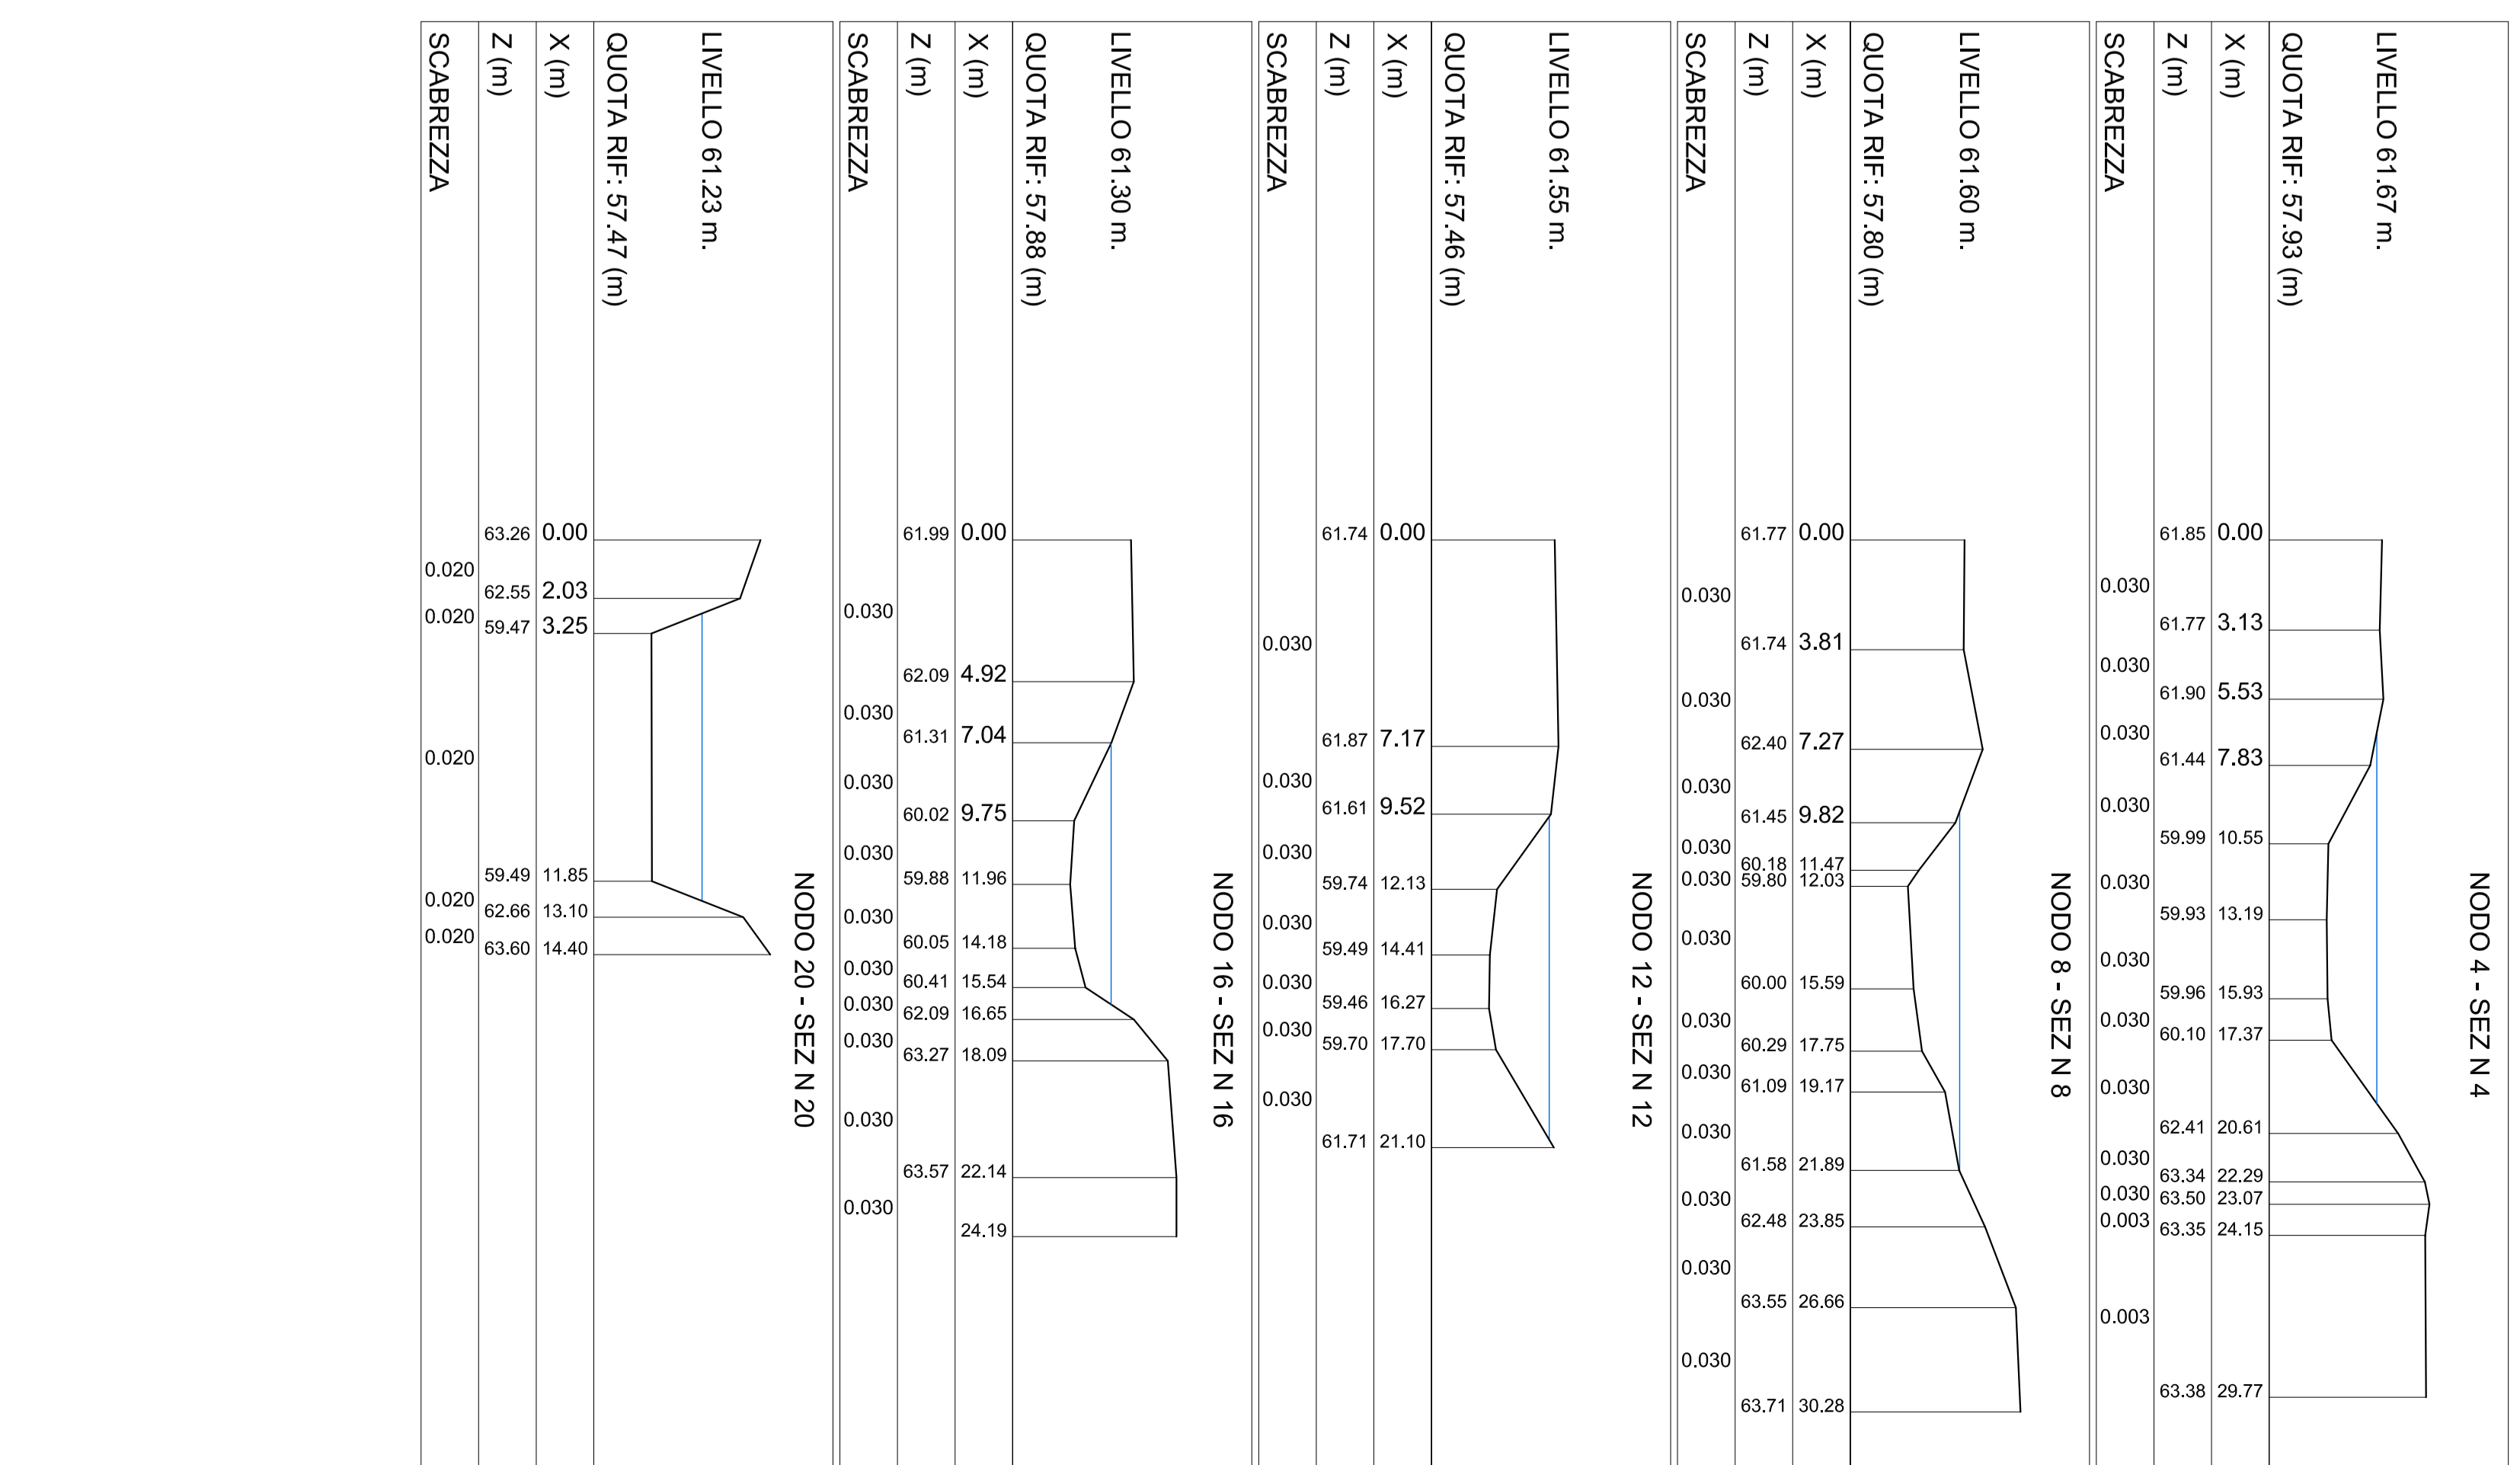 NODO 4 - SEZ N 4
LIVELLO 61.67 m.
QUOTA RIF: 57.93 (m)
X (m) 0.00 3.13 5.53 7.83 10.55 13.19 15.93 17.37 20.61 22.29 23.07 24.15 29.77
Z (m) 61.85 61.77 61.90 61.44 59.99 59.93 59.96 60.10 62.41 63.34 63.50 63.35 63.38
SCABREZZA 0.030 0.030 0.030 0.030 0.030 0.030 0.030 0.030 0.030 0.030 0.003 0.003
NODO 8 - SEZ N 8
LIVELLO 61.60 m.
QUOTA RIF: 57.80 (m)
X (m) 0.00 3.81 7.27 9.82 11.47 12.03 15.59 17.75 19.17 21.89 23.85 26.66 30.28
Z (m) 61.77 61.74 62.40 61.45 60.18 59.80 60.00 60.29 61.09 61.58 62.48 63.55 63.71
SCABREZZA 0.030 0.030 0.030 0.030 0.030 0.030 0.030 0.030 0.030 0.030 0.030 0.030
NODO 12 - SEZ N 12
LIVELLO 61.55 m.
QUOTA RIF: 57.46 (m)
X (m) 0.00 7.17 9.52 12.13 14.41 16.27 17.70 21.10
Z (m) 61.74 61.87 61.61 59.74 59.49 59.46 59.70 61.71
SCABREZZA 0.030 0.030 0.030 0.030 0.030 0.030 0.030
NODO 16 - SEZ N 16
LIVELLO 61.30 m.
QUOTA RIF: 57.88 (m)
X (m) 0.00 4.92 7.04 9.75 11.96 14.18 15.54 16.65 18.09 22.14 24.19
Z (m) 61.99 62.09 61.31 60.02 59.88 60.05 60.41 62.09 63.27 63.57
SCABREZZA 0.030 0.030 0.030 0.030 0.030 0.030 0.030 0.030 0.030 0.030
NODO 20 - SEZ N 20
LIVELLO 61.23 m.
QUOTA RIF: 57.47 (m)
X (m) 0.00 2.03 3.25 11.85 13.10 14.40
Z (m) 63.26 62.55 59.47 59.49 62.66 63.60
SCABREZZA 0.020 0.020 0.020 0.020 0.020